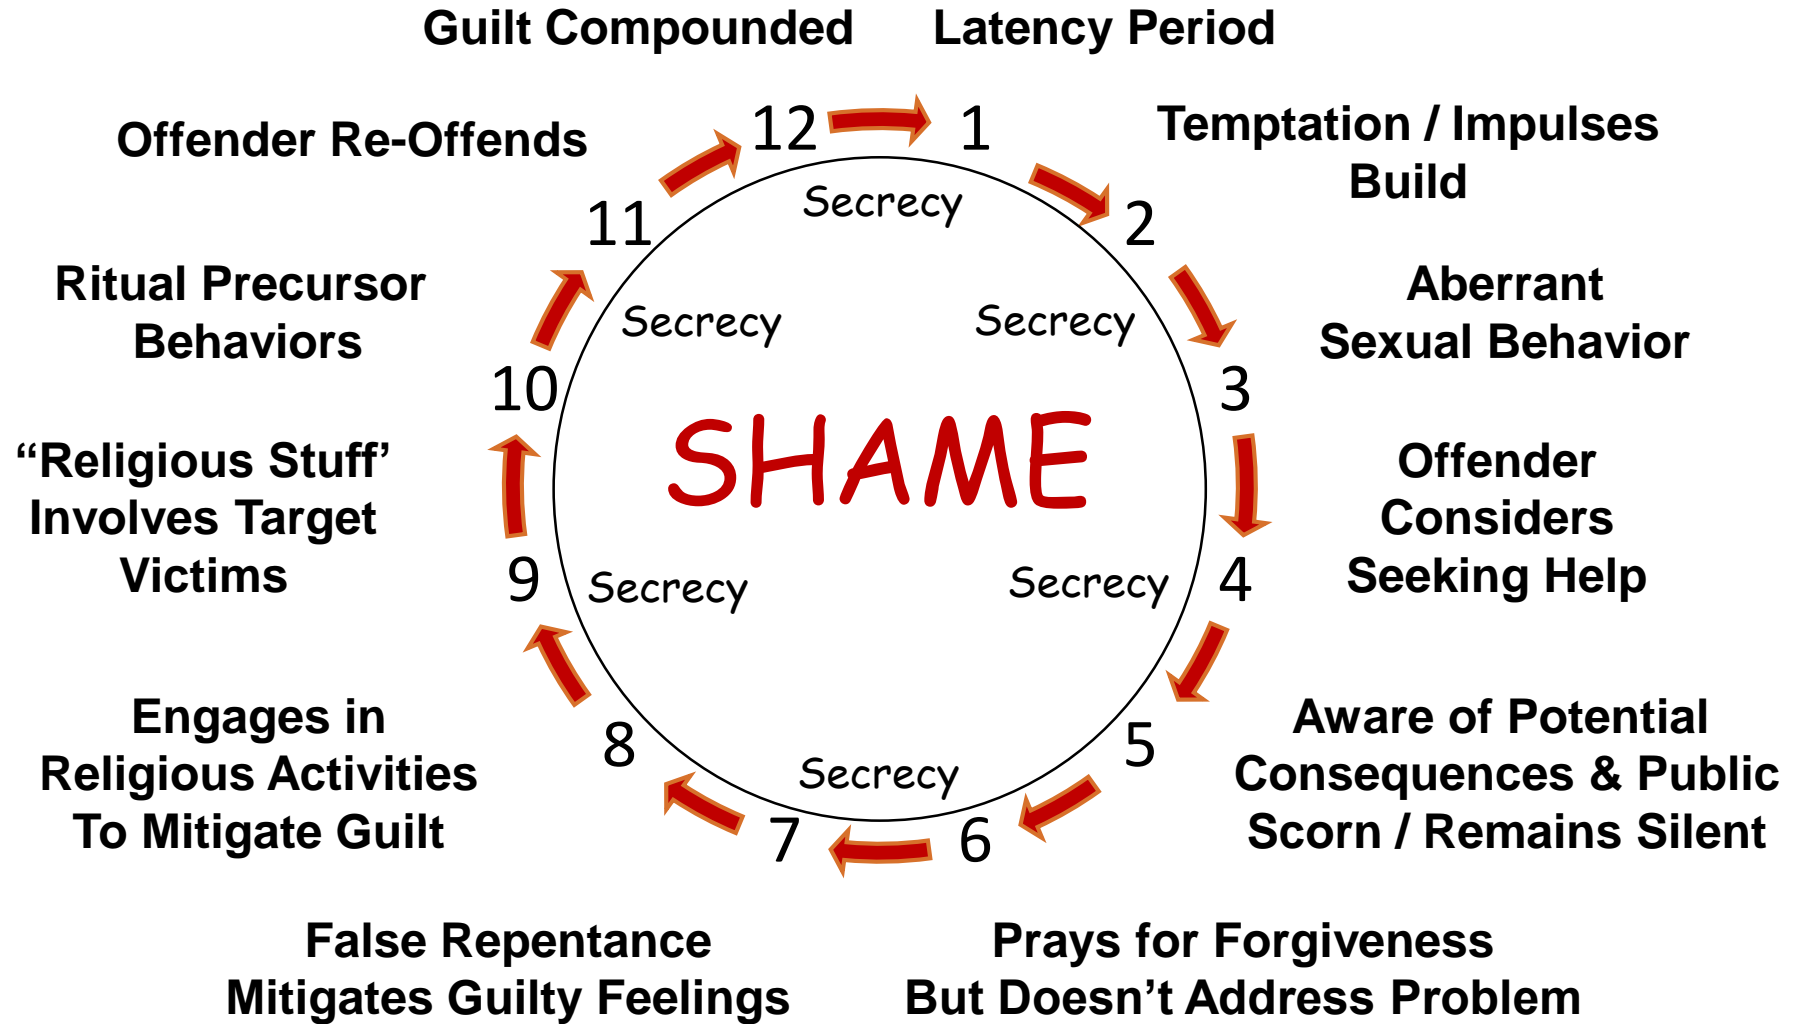 Guilt Compounded
Latency Period
12
1
Temptation / Impulses
Build
Offender Re-Offends
Secrecy
11
2
Ritual Precursor
Behaviors
Secrecy
Secrecy
Aberrant
Sexual Behavior
10
3
SHAME
“Religious Stuff’
Involves Target
Victims
Offender
Considers
Seeking Help
9
Secrecy
Secrecy
4
Engages in
Religious Activities
To Mitigate Guilt
8
5
Aware of Potential
Consequences & Public
Scorn / Remains Silent
Secrecy
7
6
False Repentance
Mitigates Guilty Feelings
Prays for Forgiveness
But Doesn’t Address Problem